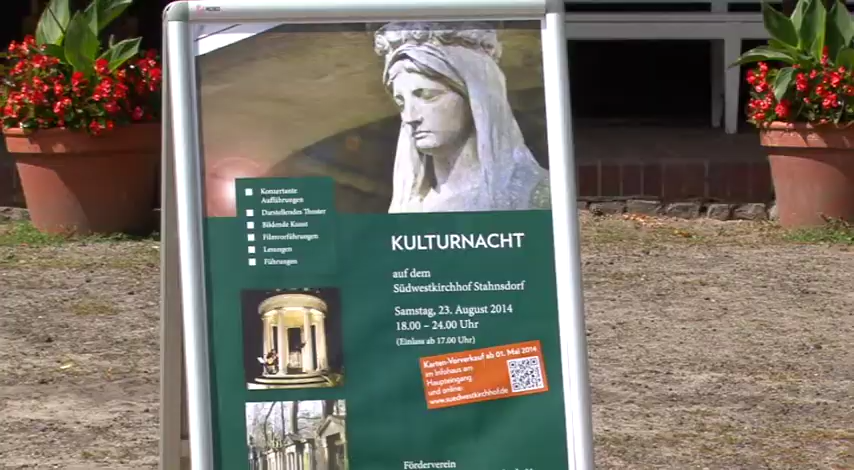 Konzertante
Aufführungen
Darstellendes Theater
Bildende Kunst
Filmvorführungen
Lesungen
Führungen
KULTURNACHT
auf dem
Südwestkirchhof Stahnsdorf
Samstag, 23. August 2014
18.00 – 24.00 Uhr
(Einlass ab 17.00 Uhr)
Karten-Vorverkauf ab 01. Mai 2014
im Infohaus am
Haupteingang
und online:
www.suedwestkirchhof.de
Förderverein